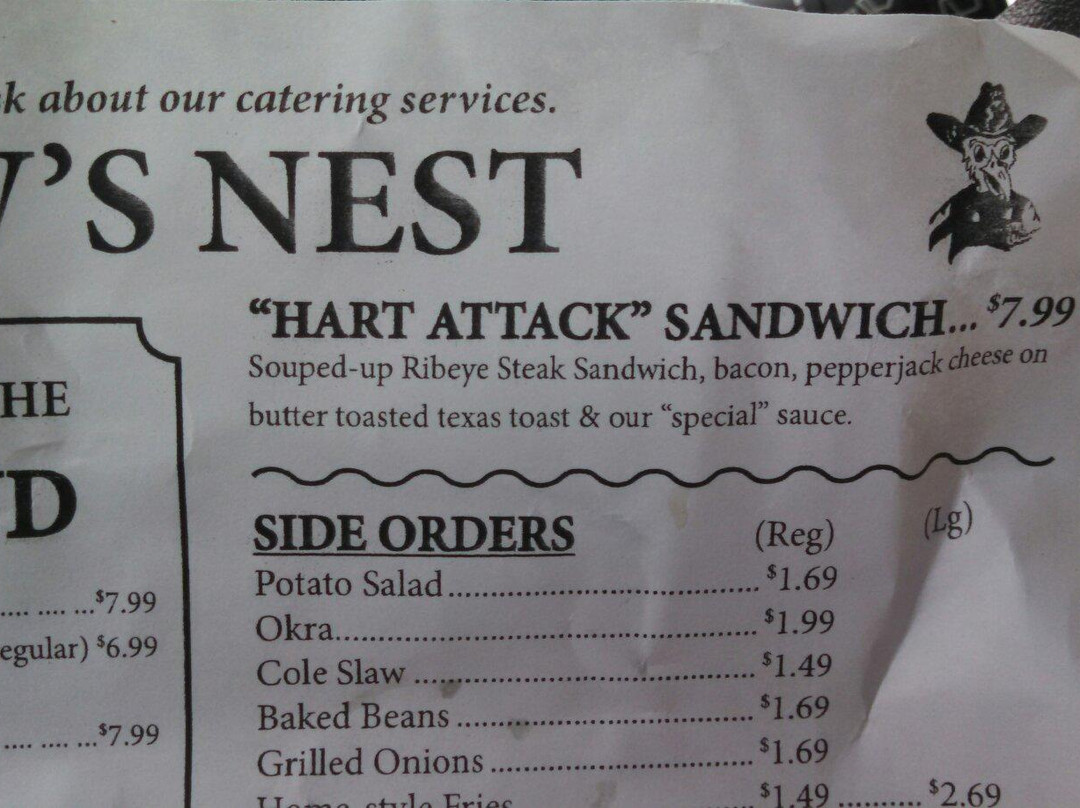 about our catering services.
'S NEST
"HART ATTACK" SANDWICH... $7.99
Souped-up Ribeye Steak Sandwich, bacon, pepperjack cheese on
butter toasted texas toast & our "special" sauce.
HE
D
.... .... ...$7.99
egular) $6.99
.... .... ...$7.99
SIDE ORDERS (Reg) (Lg)
Potato Salad.......................................$1.69
Okra.....................................................$1.99
Cole Slaw ...........................................$1.49
Baked Beans .....................................$1.69
Grilled Onions.................................$1.69
Home-style Fries $1.49 .......... $2.69